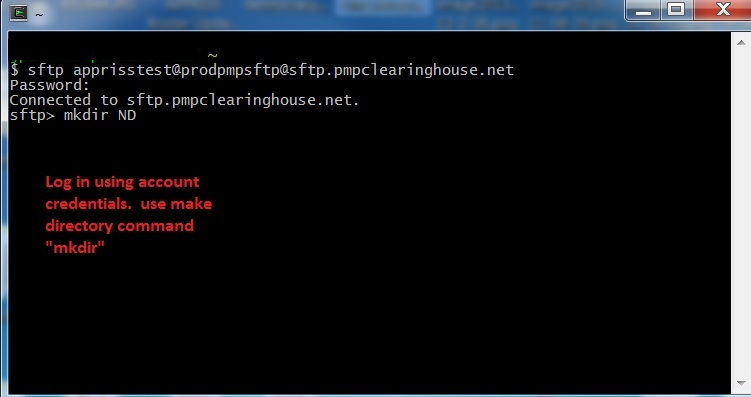 ~
~
$ sftp apprisstest@prodpmpsftp@sftp.pmpclearinghouse.net
Password:
Connected to sftp.pmpclearinghouse.net.
sftp> mkdir ND
Log in using account
credentials.  use make
directory command
"mkdir"